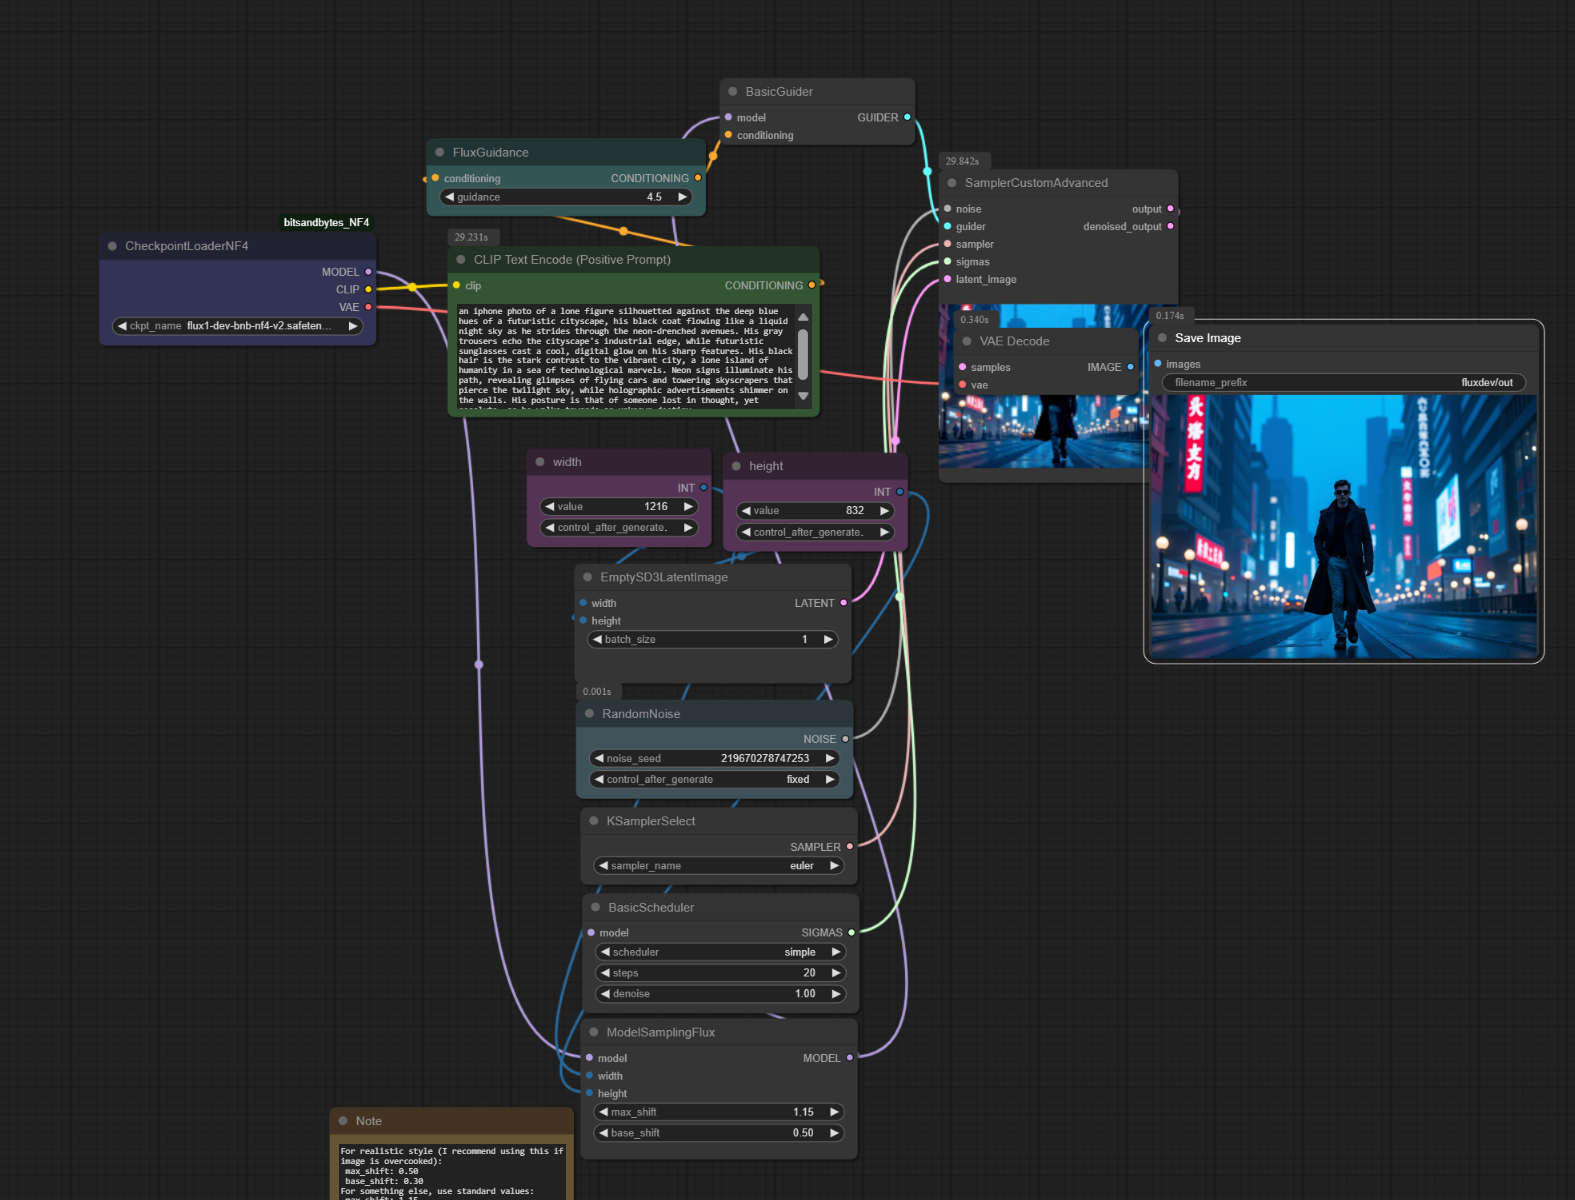 BasicGuider
model
GUIDER
conditioning
FluxGuidance
conditioning
CONDITIONING
guidance
4.5
bitsandbytes_NF4
CheckpointLoaderNF4
MODEL
CLIP
VAE
ckpt_name flux1-dev-bnb-nf4-v2.safeten...
29.231s
CLIP Text Encode (Positive Prompt)
clip
CONDITIONING
an iphone photo of a lone figure silhouetted against the deep blue
hues of a futuristic cityscape, his black coat flowing like a liquid
night sky as he strides through the neon-drenched avenues. His gray
trousers echo the cityscape's industrial edge, while futuristic
sunglasses cast a cool, digital glow on his sharp features. His black
hair is the stark contrast to the vibrant city, a lone island of
humanity in a sea of technological marvels. Neon signs illuminate his
path, revealing glimpses of flying cars and towering skyscrapers that
pierce the twilight sky, while holographic advertisements shimmer on
the walls. His posture is that of someone lost in thought, yet
29.842s
SamplerCustomAdvanced
noise
output
guider
denoised_output
sampler
sigmas
latent_image
0.340s
VAE Decode
samples
IMAGE
vae
0.174s
Save Image
images
filename_prefix
fluxdev/out
width
INT
value
1216
control_after_generate.
height
INT
value
832
control_after_generate.
EmptySD3LatentImage
width
LATENT
height
batch_size
1
0.001s
RandomNoise
NOISE
noise_seed
219670278747253
control_after_generate
fixed
KSamplerSelect
SAMPLER
sampler_name
euler
BasicScheduler
model
SIGMAS
scheduler
simple
steps
20
denoise
1.00
ModelSamplingFlux
model
MODEL
width
height
max_shift
1.15
base_shift
0.50
Note
For realistic style (I recommend using this if
image is overcooked):
max_shift: 0.50
base_shift: 0.30
For something else, use standard values: